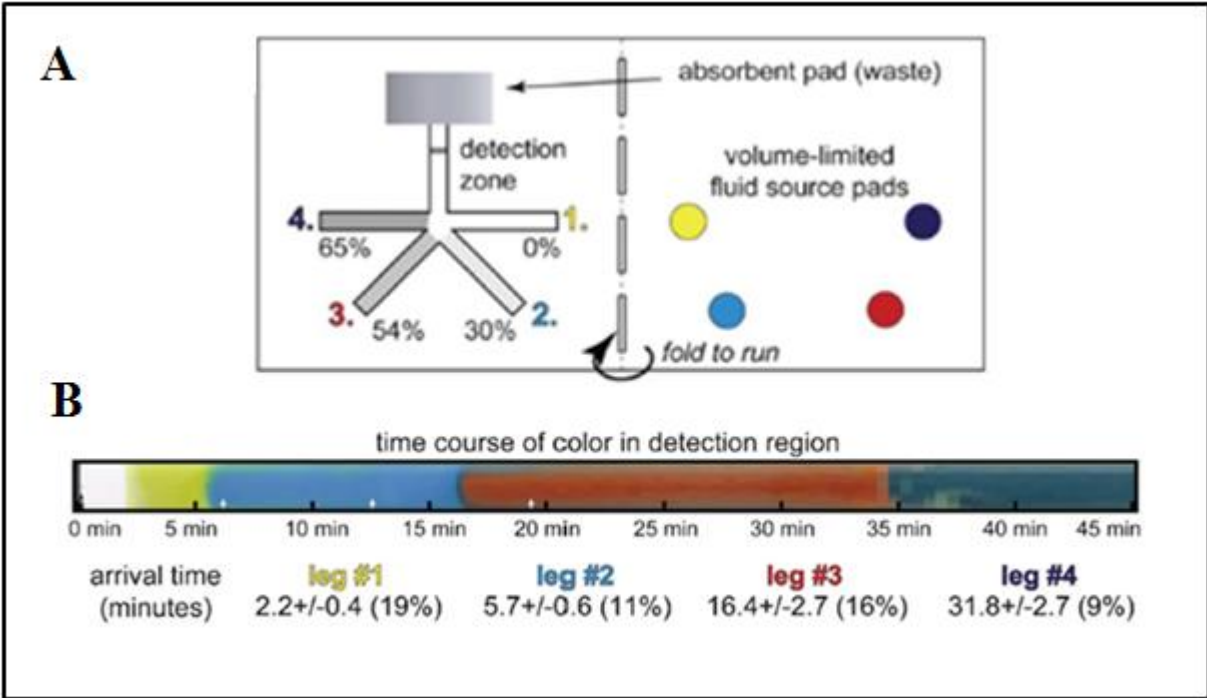 A
absorbent pad (waste)
detection
zone
volume-limited
fluid source pads
4.
1.
65%
0%
3.
54%
30%
2.
fold to run
B
time course of color in detection region
0 min 5 min 10 min 15 min 20 min 25 min 30 min 35 min 40 min 45 min
arrival time leg #1 leg #2 leg #3 leg #4
(minutes) 2.2+/-0.4 (19%) 5.7+/-0.6 (11%) 16.4+/-2.7 (16%) 31.8+/-2.7 (9%)